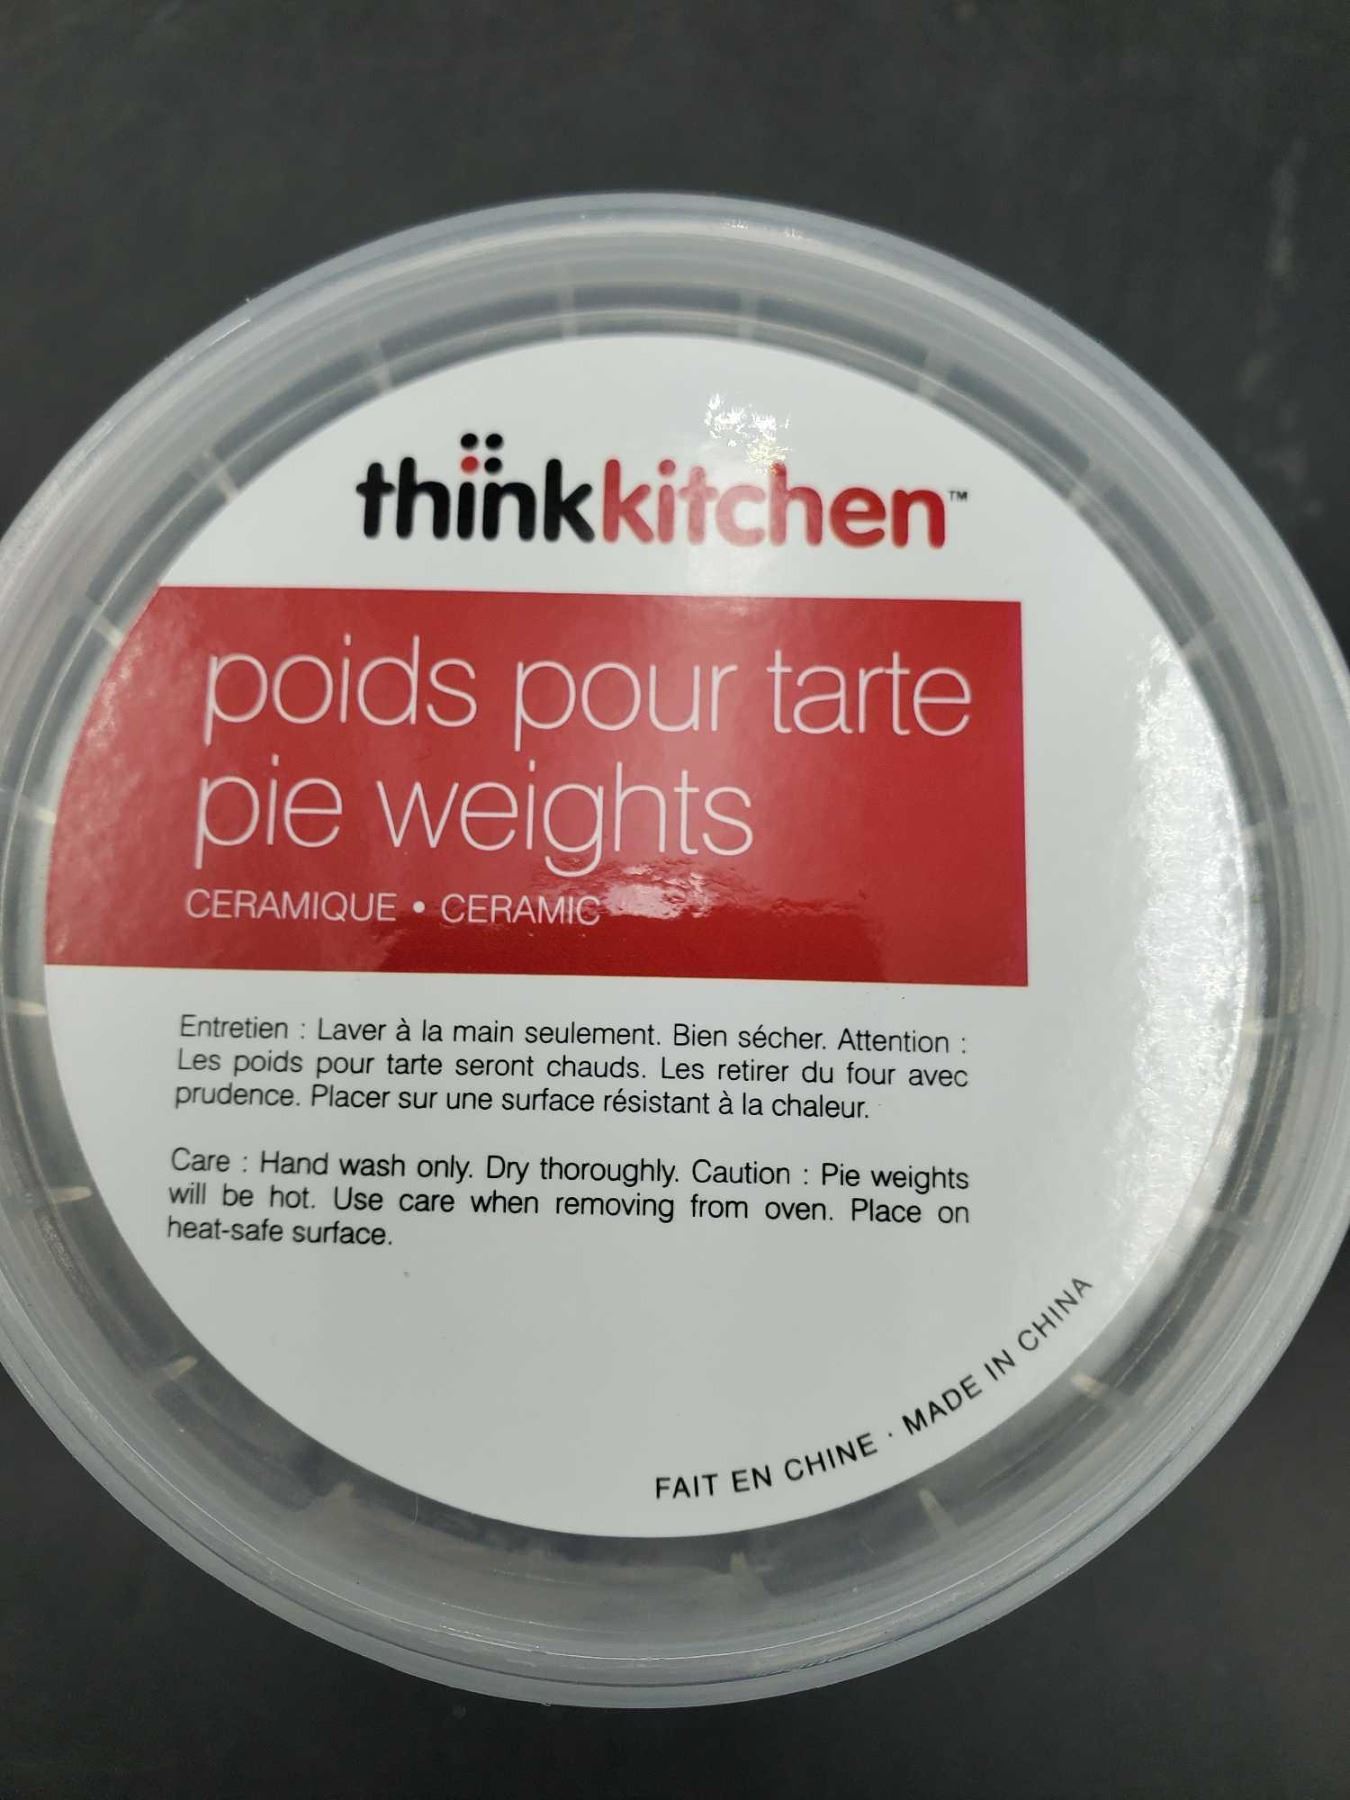 thinkkitchen™
poids pour tarte
pie weights
CERAMIQUE • CERAMIC
Entretien : Laver à la main seulement. Bien sécher. Attention :
Les poids pour tarte seront chauds. Les retirer du four avec
prudence. Placer sur une surface résistant à la chaleur.
Care : Hand wash only. Dry thoroughly. Caution : Pie weights
will be hot. Use care when removing from oven. Place on
heat-safe surface.
FAIT EN CHINE · MADE IN CHINA